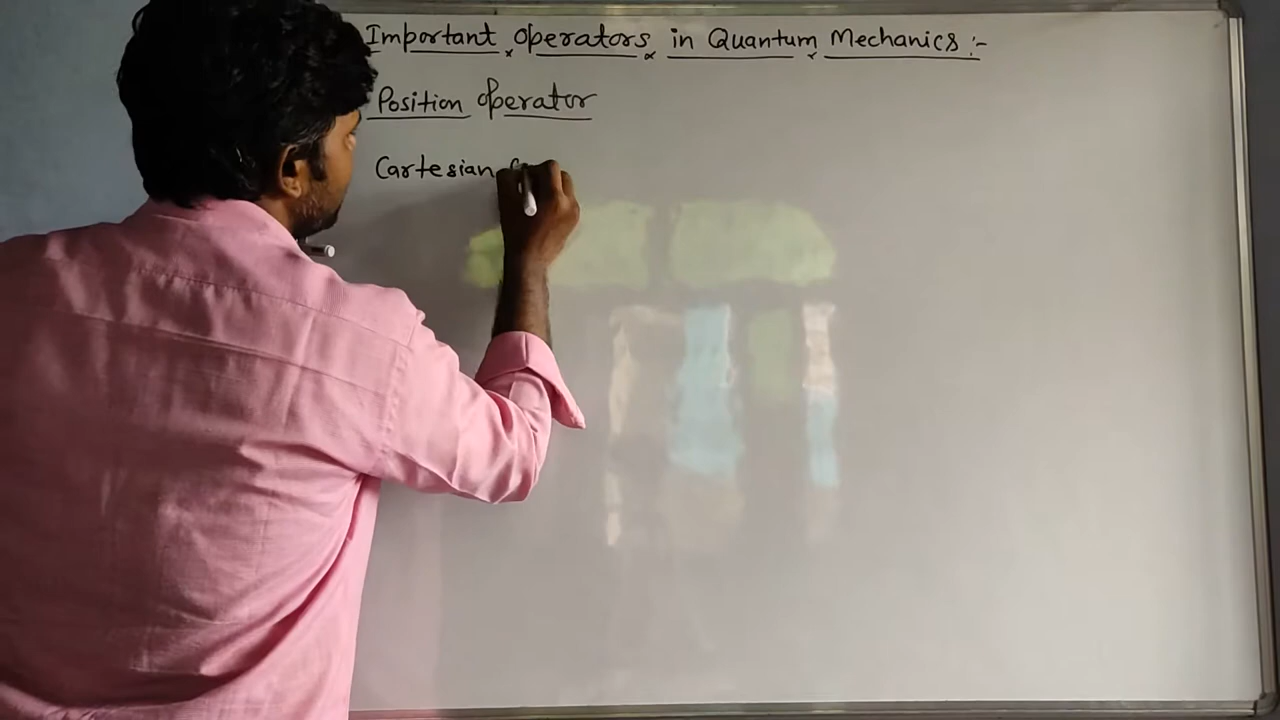 Important operators in Quantum Mechanics :-
Position operator
Cartesian